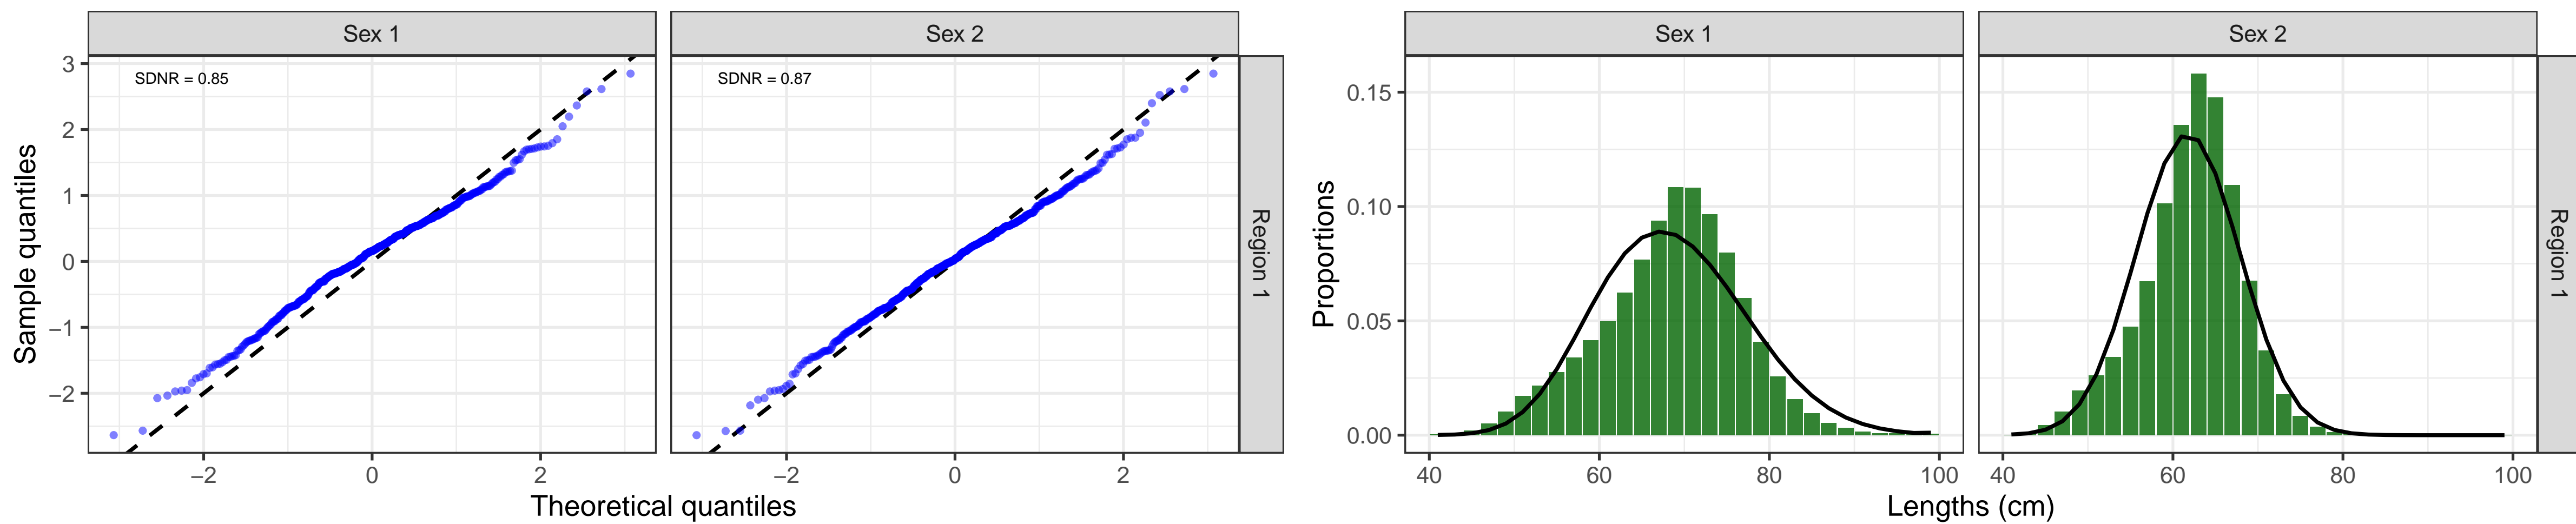 Sex 1
Sex 2
SDNR = 0.85
SDNR = 0.87
3
2
1
0
−1
−2
Sample quantiles
−2
0
2
−2
0
2
Theoretical quantiles
Region 1
Sex 1
Sex 2
0.15
0.10
0.05
0.00
Proportions
40
60
80
100
40
60
80
100
Lengths (cm)
Region 1